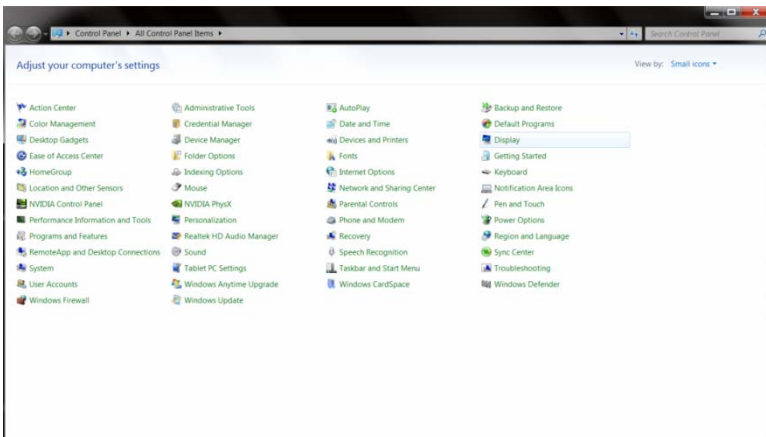 Control Panel ▸ All Control Panel Items ▸
Search Control Panel
Adjust your computer's settings
View by: Small icons
Action Center Administrative Tools AutoPlay Backup and Restore
Color Management Credential Manager Date and Time Default Programs
Desktop Gadgets Device Manager Devices and Printers Display
Ease of Access Center Folder Options Fonts Getting Started
HomeGroup Indexing Options Internet Options Keyboard
Location and Other Sensors Mouse Network and Sharing Center Notification Area Icons
NVIDIA Control Panel NVIDIA PhysX Parental Controls Pen and Touch
Performance Information and Tools Personalization Phone and Modem Power Options
Programs and Features Realtek HD Audio Manager Recovery Region and Language
RemoteApp and Desktop Connections Sound Speech Recognition Sync Center
System Tablet PC Settings Taskbar and Start Menu Troubleshooting
User Accounts Windows Anytime Upgrade Windows CardSpace Windows Defender
Windows Firewall Windows Update